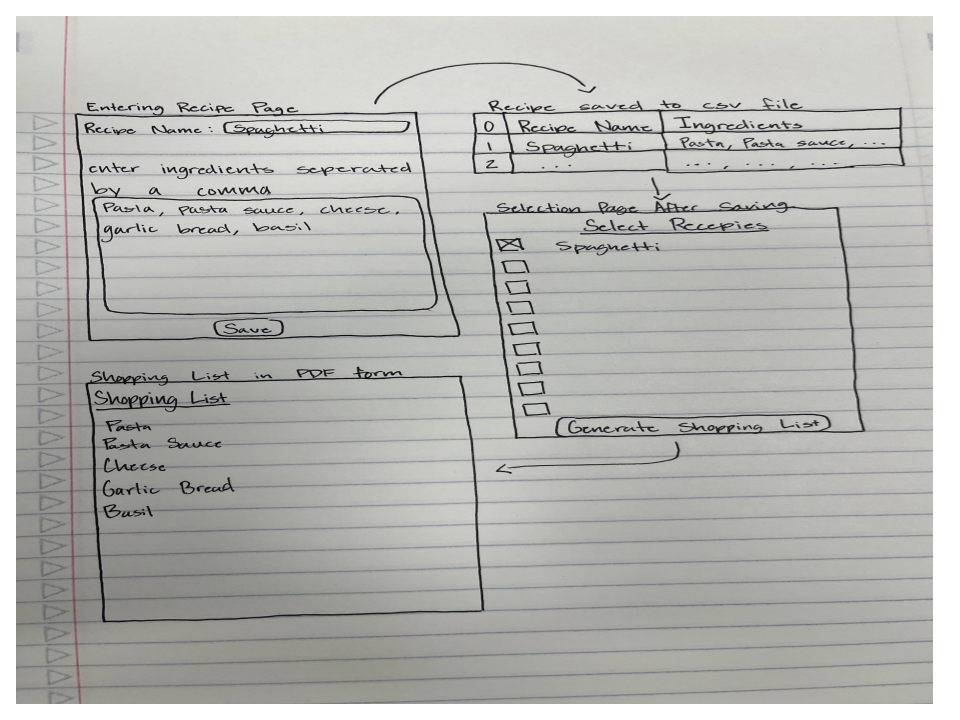 Entering Recipe Page
Recipe Name: Spaghetti
enter ingredients seperated
by a comma
Pasta, pasta sauce, cheese,
garlic bread, basil
Save
Recipe saved to csv file
0 Recipe Name Ingredients
1 Spaghetti Pasta, Pasta sauce, ...
2 ... ..., ..., ...
Selection Page After Saving
Select Recepies
Spaghetti
Generate Shopping List
Shopping List in PDF form
Shopping List
Pasta
Pasta Sauce
Cheese
Garlic Bread
Basil